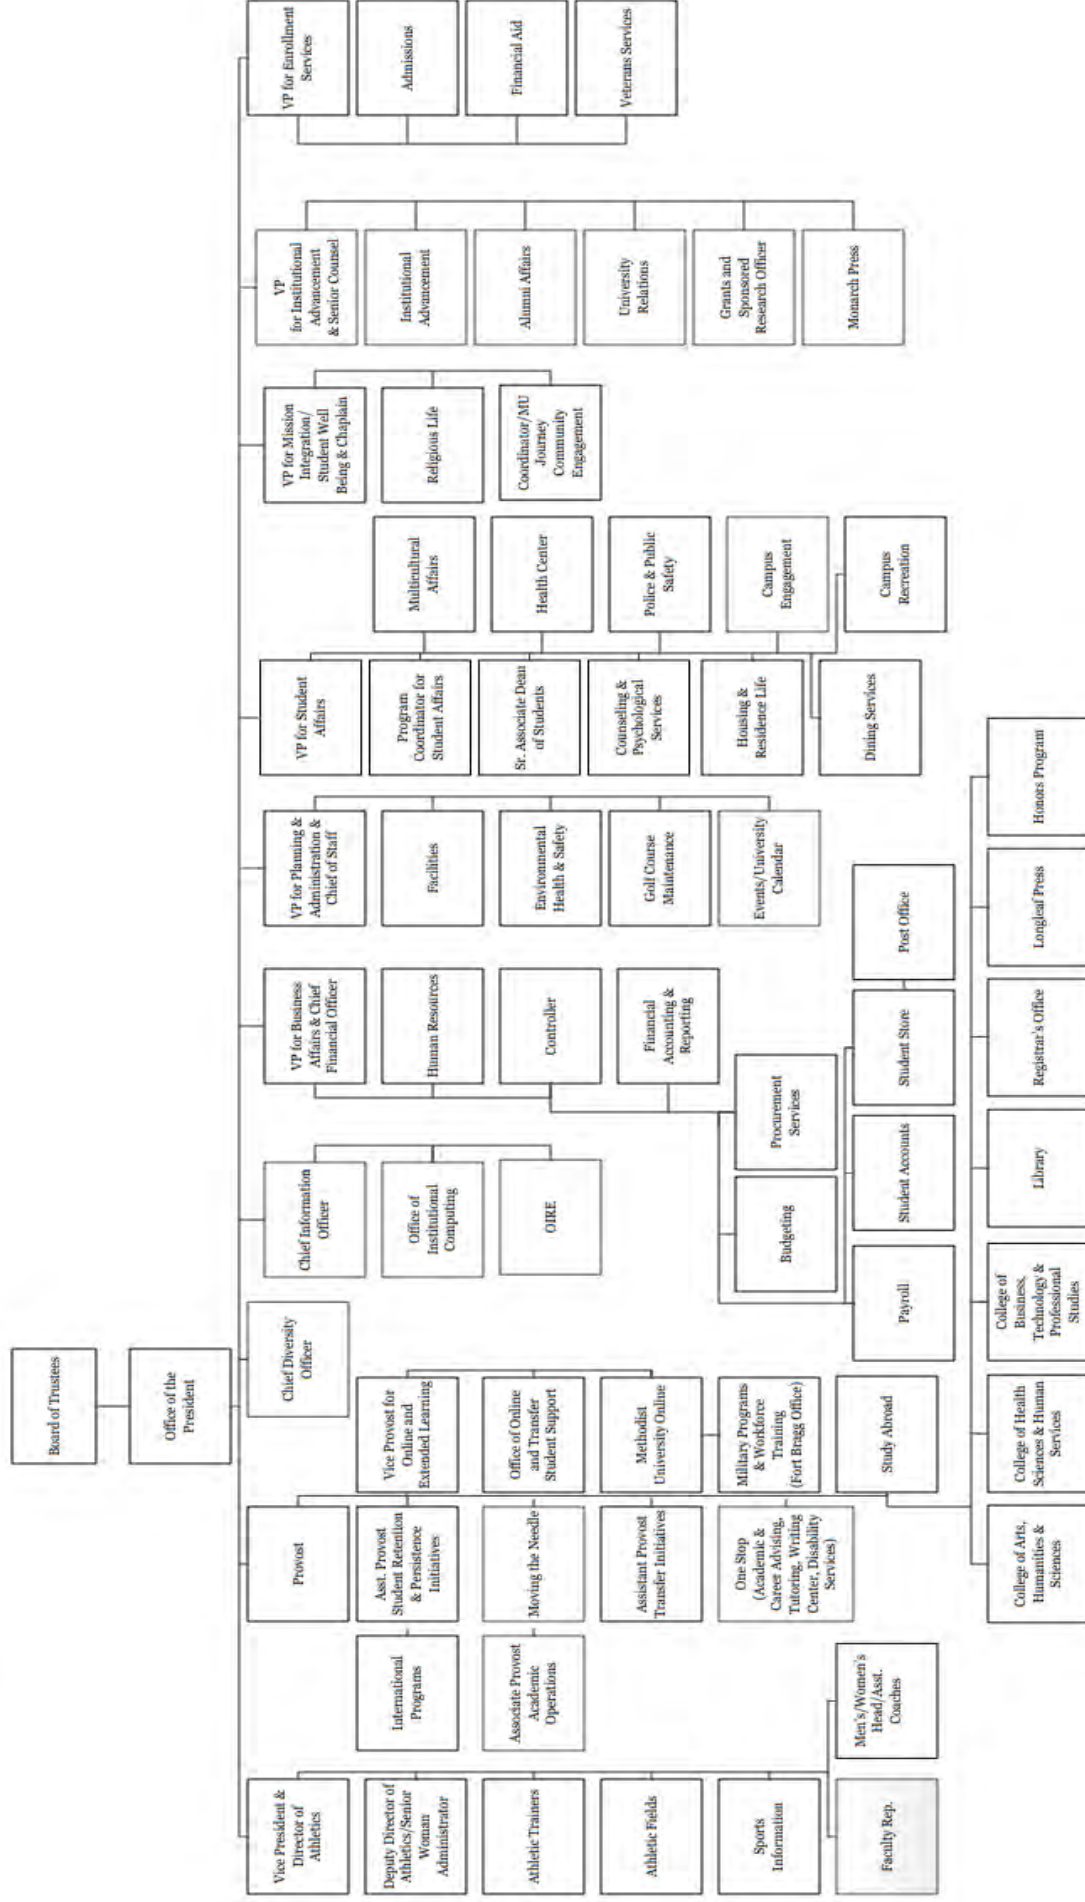 Board of Trustees
Office of the
President
Vice President &
Director of
Athletics
Deputy Director of
Athletics/Senior
Woman
Administrator
Athletic Trainers
Athletic Fields
Sports
Information
Faculty Rep.
Men's/Women's
Head/Asst.
Coaches
Provost
International
Programs
Asst. Provost
Student Retention
& Persistence
Initiatives
Vice Provost for
Online and
Extended Learning
Associate Provost
Academic
Operations
Moving the Needle
Office of Online
and Transfer
Student Support
Assistant Provost
Transfer Initiatives
Methodist
University Online
One Stop
(Academic &
Career Advising,
Tutoring, Writing
Center, Disability
Services)
Military Programs
& Workforce
Training
(Fort Bragg Office)
Study Abroad
College of Arts,
Humanities &
Sciences
College of Health
Sciences & Human
Services
College of
Business,
Technology &
Professional
Studies
Library
Registrar's Office
Longleaf Press
Honors Program
Chief Diversity
Officer
Chief Information
Officer
Office of
Institutional
Computing
OIRE
VP for Business
Affairs & Chief
Financial Officer
Human Resources
Controller
Financial
Accounting &
Reporting
Budgeting
Procurement
Services
Payroll
Student Accounts
Student Store
Post Office
VP for Planning &
Administration &
Chief of Staff
Facilities
Environmental
Health & Safety
Golf Course
Maintenance
Events/University
Calendar
VP for Student
Affairs
Program
Coordinator for
Student Affairs
Multicultural
Affairs
Sr. Associate Dean
of Students
Health Center
Counseling &
Psychological
Services
Police & Public
Safety
Housing &
Residence Life
Campus
Engagement
Dining Services
Campus
Recreation
VP for Mission
Integration/
Student Well
Being & Chaplain
Religious Life
Coordinator/MU
Journey
Community
Engagement
VP
for Institutional
Advancement
& Senior Counsel
Institutional
Advancement
Alumni Affairs
University
Relations
Grants and
Sponsored
Research Officer
Monarch Press
VP for Enrollment
Services
Admissions
Financial Aid
Veterans Services